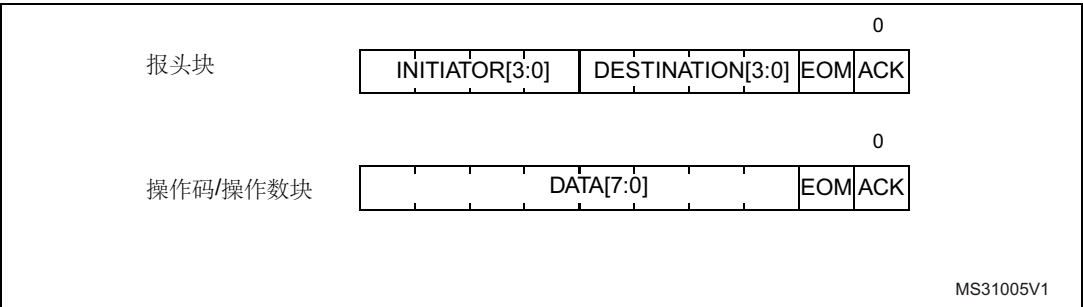 0
报头块 INITIATOR[3:0] DESTINATION[3:0] EOM ACK
0
操作码/操作数块 DATA[7:0] EOM ACK
MS31005V1